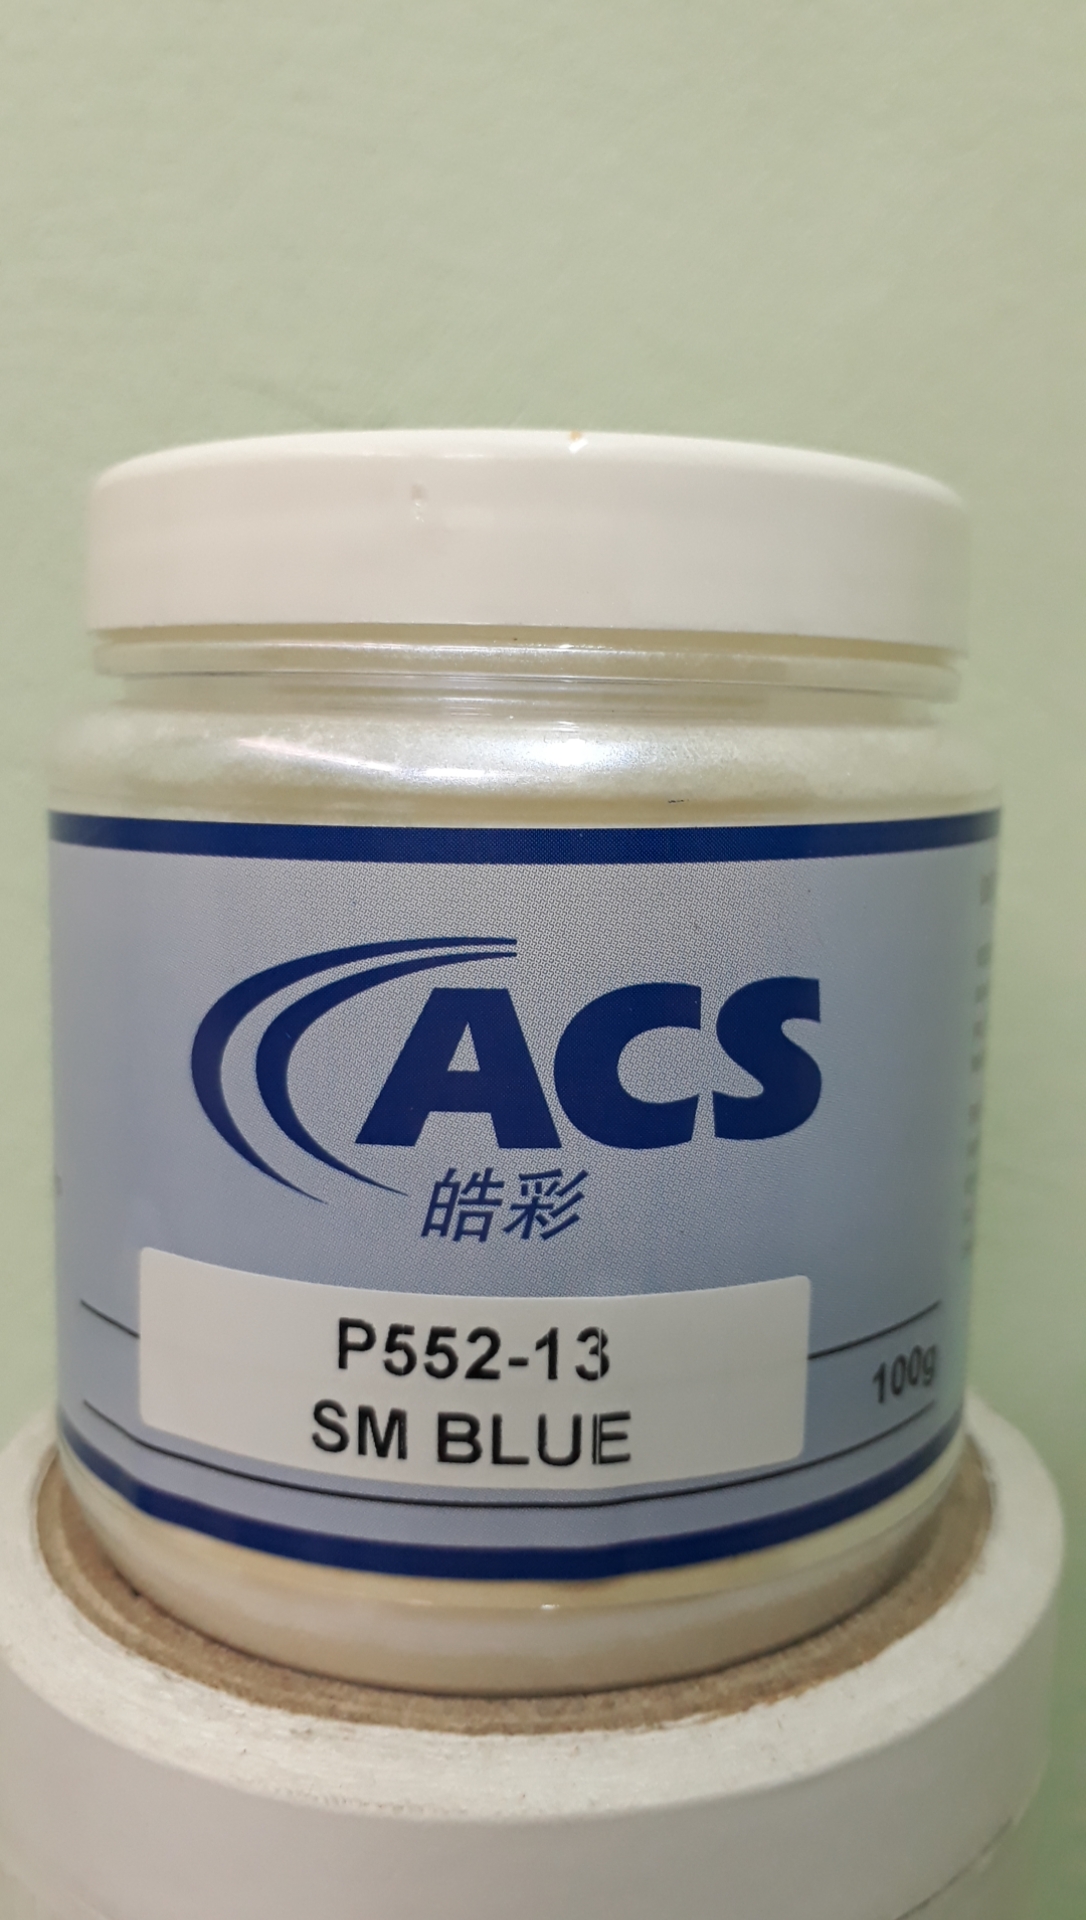 ACS
皓彩
P552-13
SM BLUE
100g